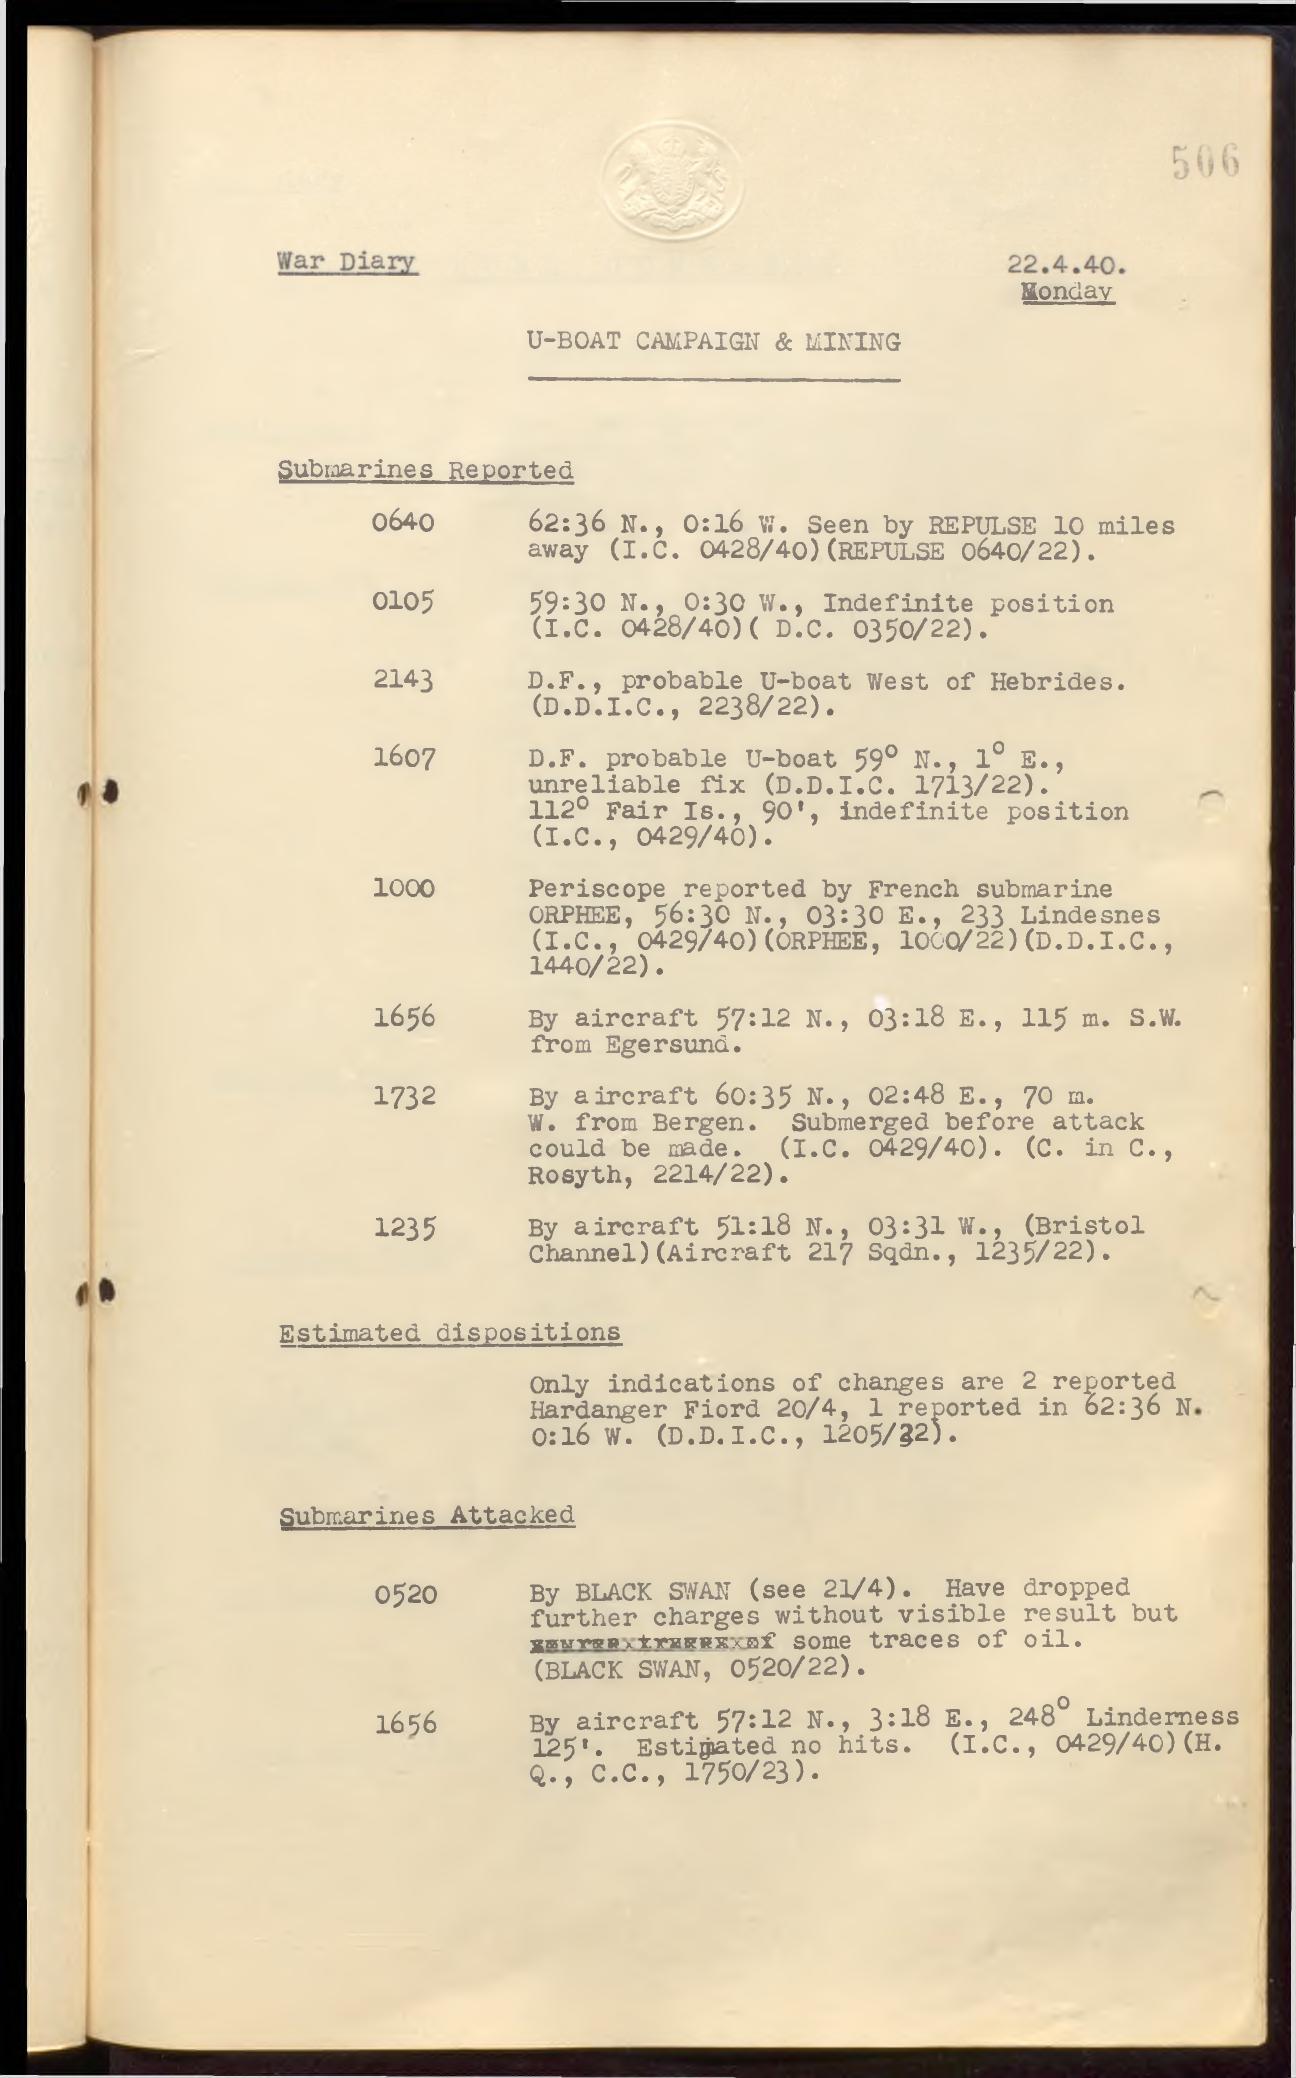 506
War Diary
22.4.40.
Monday
U-BOAT CAMPAIGN & MINING
Submarines Reported
0640 62:36 N., 0:16 W. Seen by REPULSE 10 miles
away (I.C. 0428/40)(REPULSE 0640/22).
0105 59:30 N., 0:30 W., Indefinite position
(I.C. 0428/40)( D.C. 0350/22).
2143 D.F., probable U-boat West of Hebrides.
(D.D.I.C., 2238/22).
1607 D.F. probable U-boat 59° N., 1° E.,
unreliable fix (D.D.I.C. 1713/22).
112° Fair Is., 90', indefinite position
(I.C., 0429/40).
1000 Periscope reported by French submarine
ORPHEE, 56:30 N., 03:30 E., 233 Lindesnes
(I.C., 0429/40)(ORPHEE, 1000/22)(D.D.I.C.,
1440/22).
1656 By aircraft 57:12 N., 03:18 E., 115 m. S.W.
from Egersund.
1732 By aircraft 60:35 N., 02:48 E., 70 m.
W. from Bergen. Submerged before attack
could be made. (I.C. 0429/40). (C. in C.,
Rosyth, 2214/22).
1235 By aircraft 51:18 N., 03:31 W., (Bristol
Channel)(Aircraft 217 Sqdn., 1235/22).
Estimated dispositions
Only indications of changes are 2 reported
Hardanger Fiord 20/4, 1 reported in 62:36 N.
0:16 W. (D.D.I.C., 1205/22).
Submarines Attacked
0520 By BLACK SWAN (see 21/4). Have dropped
further charges without visible result but
some traces of oil.
(BLACK SWAN, 0520/22).
1656 By aircraft 57:12 N., 3:18 E., 248° Linderness
125'. Estimated no hits. (I.C., 0429/40)(H.
Q., C.C., 1750/23).